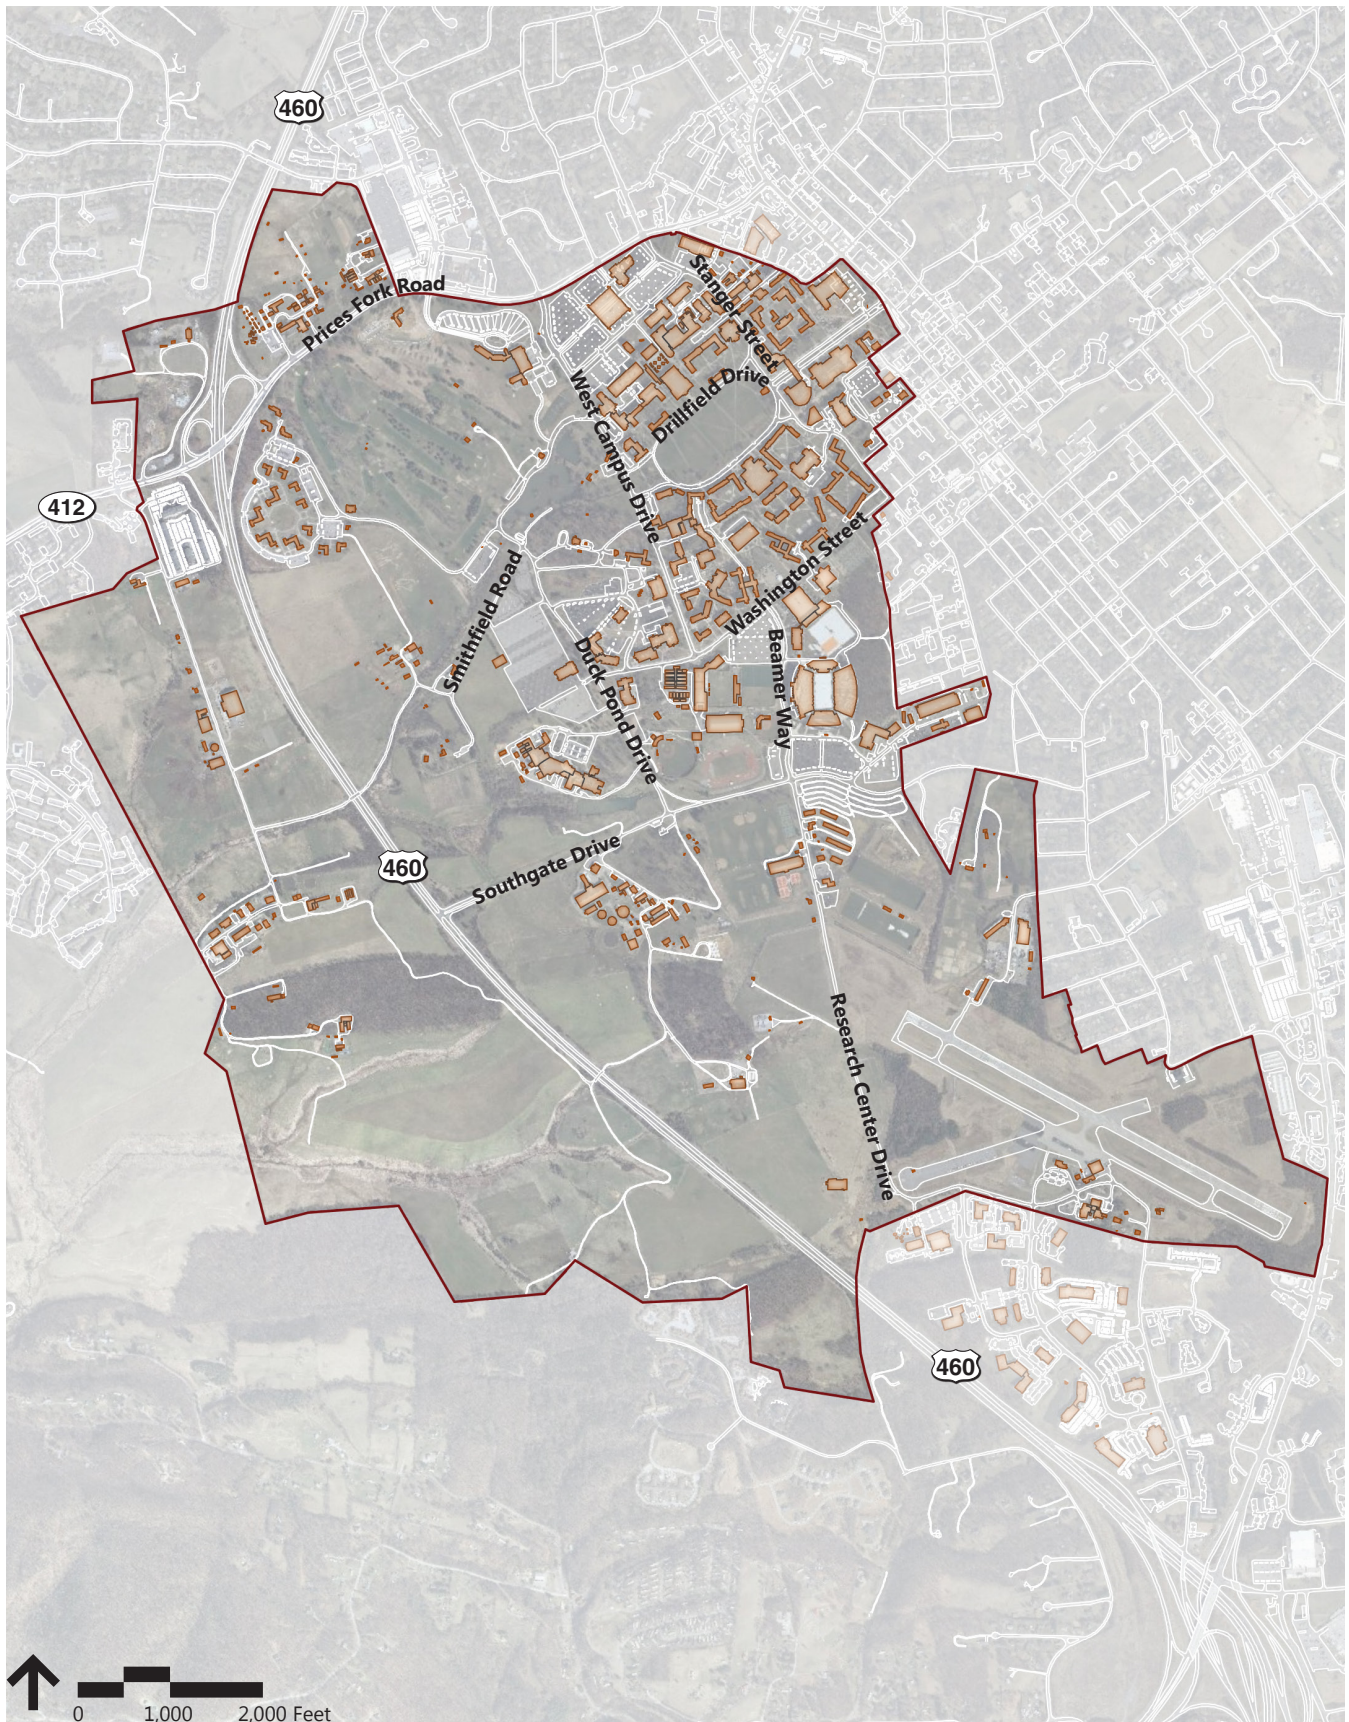 460
Prices Fork Road
Stanger Street
West Campus Drive
Drillfield Drive
412
Smithfield Road
Washington Street
Duck Pond Drive
Beamer Way
460
Southgate Drive
Research Center Drive
460
0 1,000 2,000 Feet